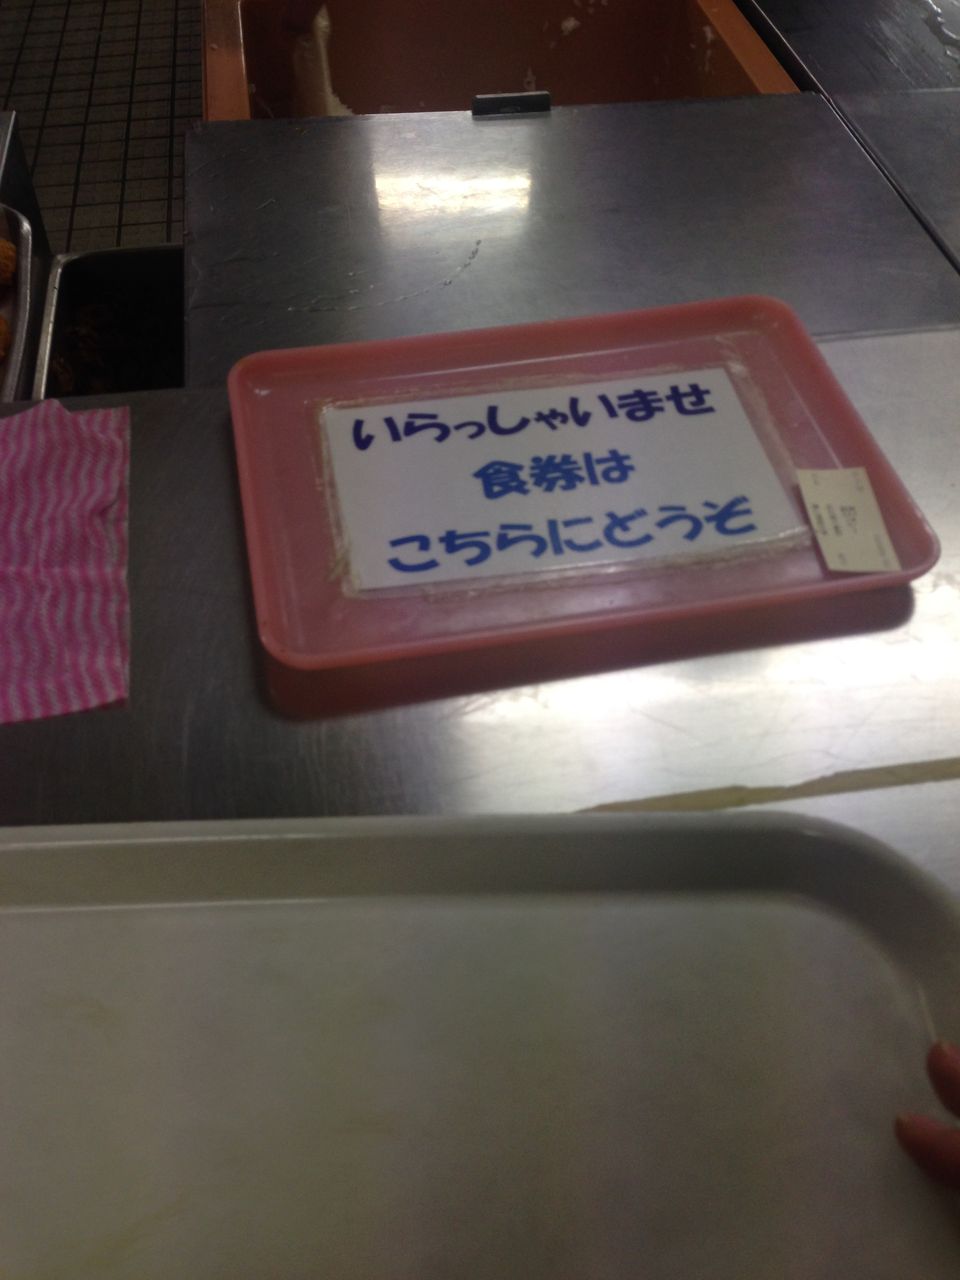 いらっしゃいませ
食券は
こちらにどうぞ